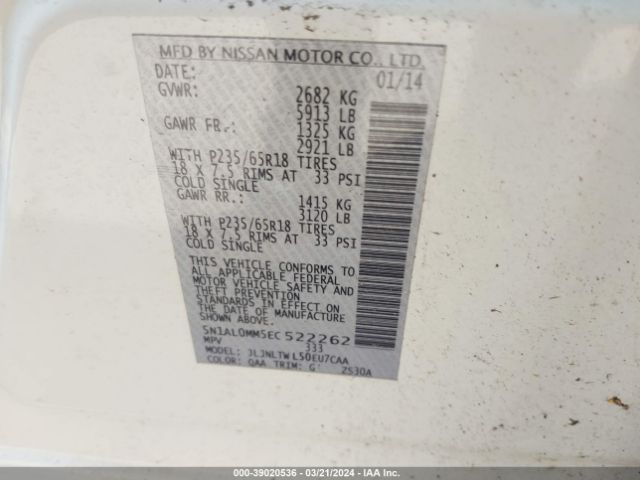 MFD BY NISSAN MOTOR CO., LTD.
DATE: 01/14
GVWR: 2682 KG
5913 LB
GAWR FR.: 1325 KG
2921 LB
WITH P235/65R18 TIRES
18 X 7.5 RIMS AT 33 PSI
COLD SINGLE
GAWR RR.: 1415 KG
3120 LB
WITH P235/65R18 TIRES
18 X 7.5 RIMS AT 33 PSI
COLD SINGLE
THIS VEHICLE CONFORMS TO
ALL APPLICABLE FEDERAL
MOTOR VEHICLE SAFETY AND
THEFT PREVENTION
STANDARDS IN EFFECT ON
THE DATE OF MANUFACTURE
SHOWN ABOVE.
5N1AL0MM5EC 522262
MPV 333
MODEL: JLJNLTW L50EU7CAA
COLOR: QAA TRIM: G ZS30A
000-39020536 - 03/21/2024 - IAA Inc.